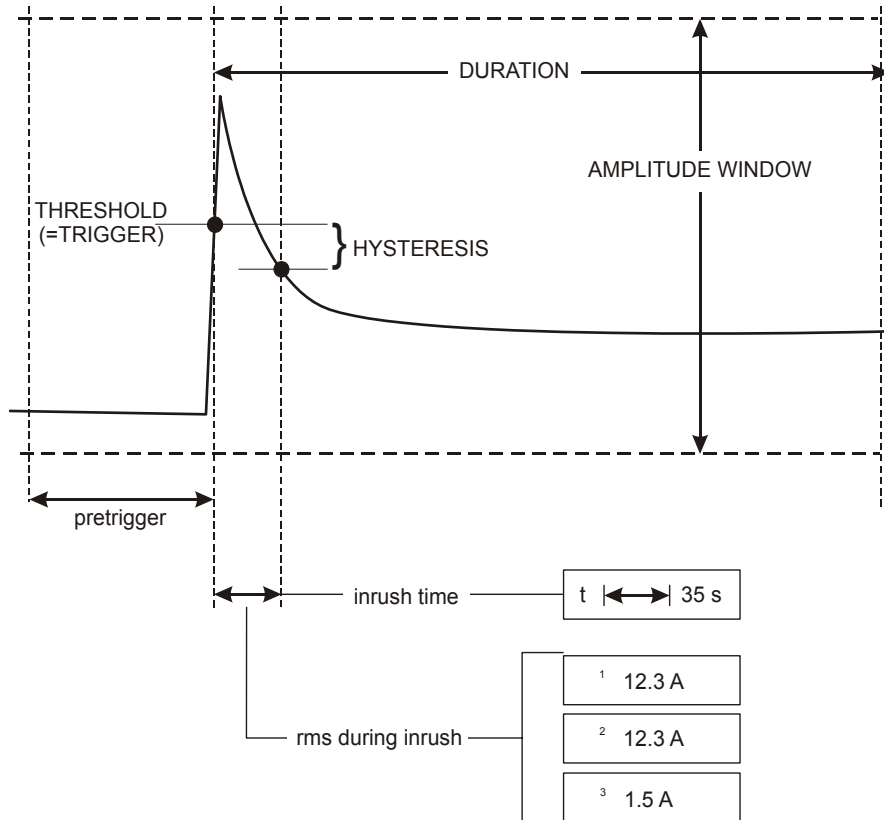 DURATION
AMPLITUDE WINDOW
THRESHOLD
(=TRIGGER)
HYSTERESIS
pretrigger
inrush time
t 35 s
rms during inrush
1 12.3 A
2 12.3 A
3 1.5 A